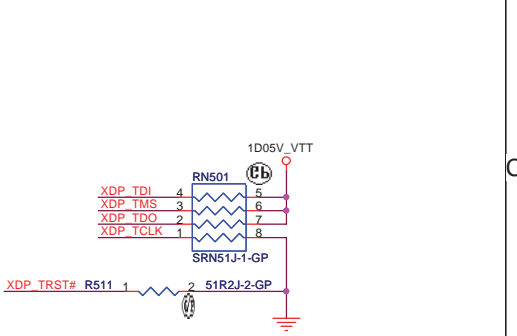 1D05V_VTT
RN501
XDP_TDI 4 5
XDP_TMS 3 6
XDP_TDO 2 7
XDP_TCLK 1 8
SRN51J-1-GP
XDP_TRST# R511 1 2 51R2J-2-GP
C